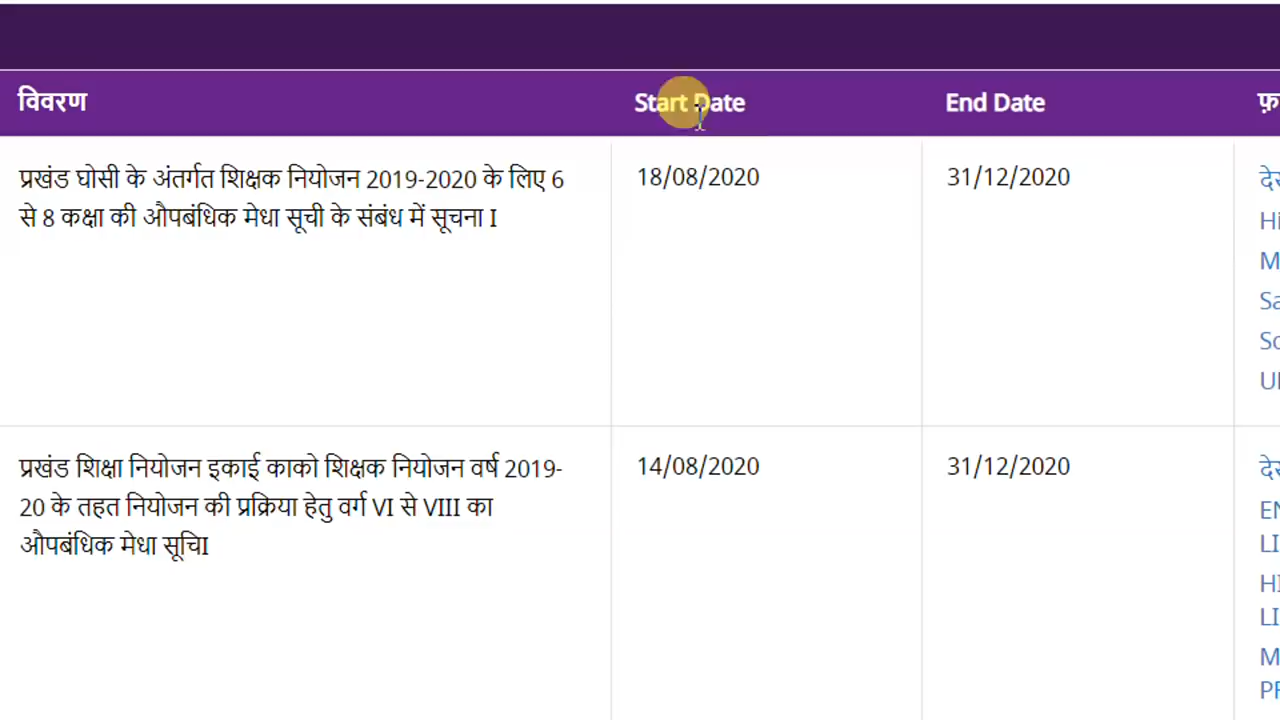 विवरण Start Date End Date
प्रखंड घोसी के अंतर्गत शिक्षक नियोजन 2019-2020 के लिए 6 18/08/2020 31/12/2020
से 8 कक्षा की औपबंधिक मेधा सूची के संबंध में सूचना I
प्रखंड शिक्षा नियोजन इकाई काको शिक्षक नियोजन वर्ष 2019- 14/08/2020 31/12/2020
20 के तहत नियोजन की प्रक्रिया हेतु वर्ग VI से VIII का
औपबंधिक मेधा सूचिI